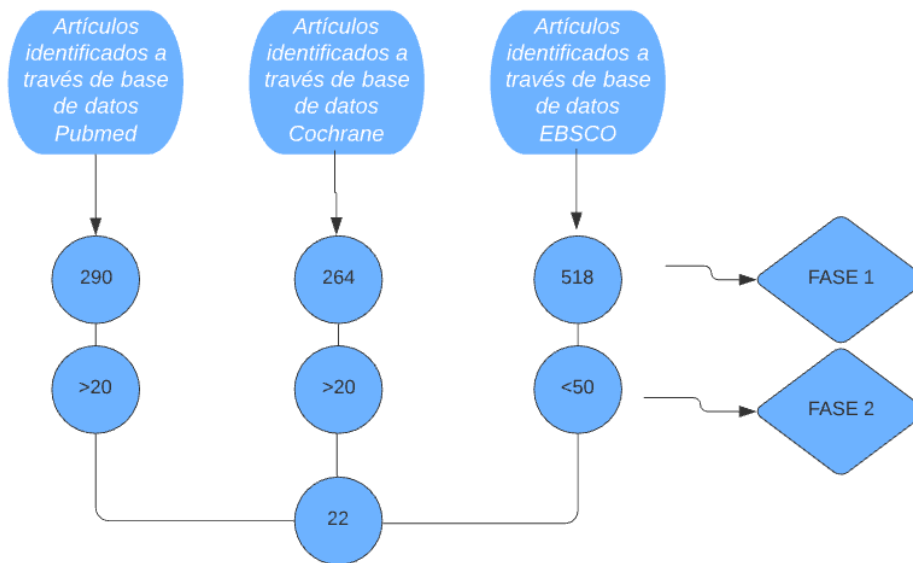 Artículos
identificados a
través de base
de datos
Pubmed
Artículos
identificados a
través de base
de datos
Cochrane
Artículos
identificados a
través de base
de datos
EBSCO
290
264
518
FASE 1
>20
>20
<50
FASE 2
22